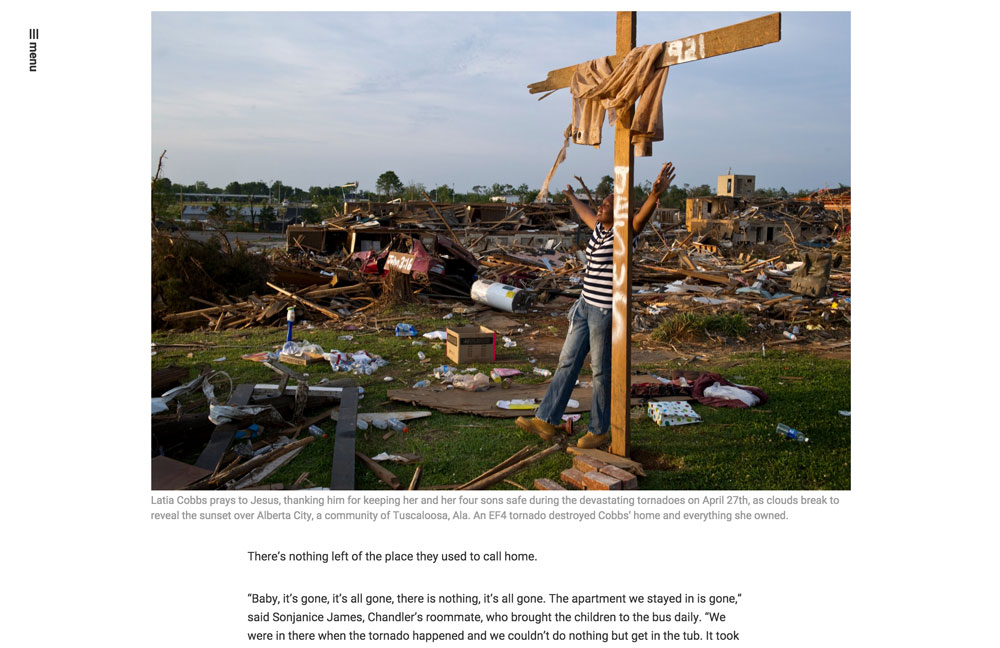 menu
921
John 3:16
Latia Cobbs prays to Jesus, thanking him for keeping her and her four sons safe during the devastating tornadoes on April 27th, as clouds break to
reveal the sunset over Alberta City, a community of Tuscaloosa, Ala. An EF4 tornado destroyed Cobbs’ home and everything she owned.
There’s nothing left of the place they used to call home.
“Baby, it’s gone, it’s all gone, there is nothing, it’s all gone. The apartment we stayed in is gone,”
said Sonjanice James, Chandler’s roommate, who brought the children to the bus daily. “We
were in there when the tornado happened and we couldn’t do nothing but get in the tub. It took